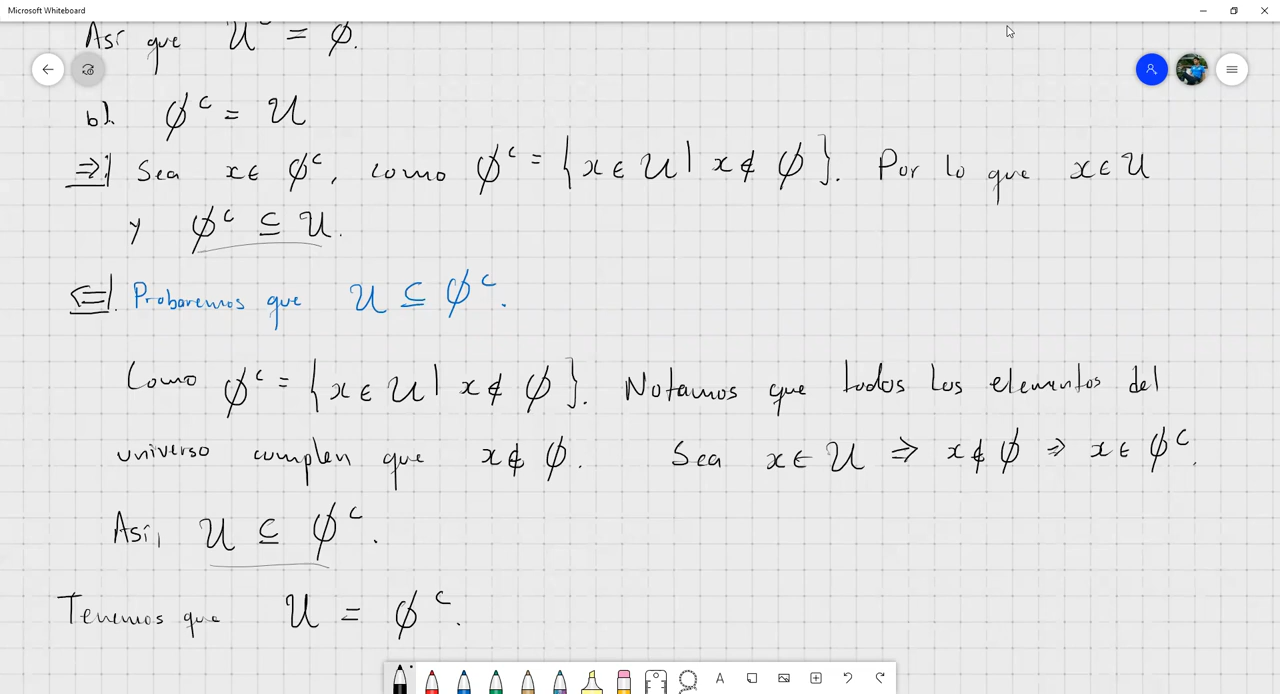 Microsoft Whiteboard
Así que U^c = ϕ.
b). ϕ^c = U
⇒| Sea x ∈ ϕ^c, como ϕ^c = {x ∈ U | x ∉ ϕ}. Por lo que x ∈ U
y ϕ^c ⊆ U.
⇐|. Probaremos que U ⊆ ϕ^c.
Como ϕ^c = {x ∈ U | x ∉ ϕ}. Notamos que todos los elementos del
universo cumplen que x ∉ ϕ. Sea x ∈ U ⇒ x ∉ ϕ ⇒ x ∈ ϕ^c.
Así, U ⊆ ϕ^c.
Tenemos que U = ϕ^c.
A